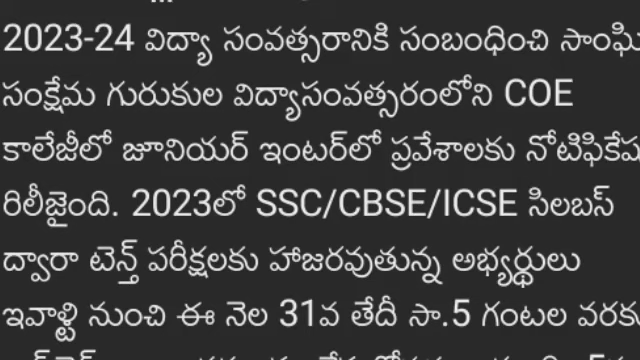 2023-24 విద్యా సంవత్సరానికి సంబంధించి
సంక్షేమ గురుకుల విద్యాసంవత్సరంలోని COE
కాలేజీలో జూనియర్ ఇంటర్‌లో ప్రవేశాలకు
రిలీజైంది. 2023లో SSC/CBSE/ICSE సిలబస్
ద్వారా టెన్త్ పరీక్షలకు హాజరవుతున్న అభ్యర్థులు
ఇవాళ్టి నుంచి ఈ నెల 31వ తేదీ సా.5 గంటల వరకు